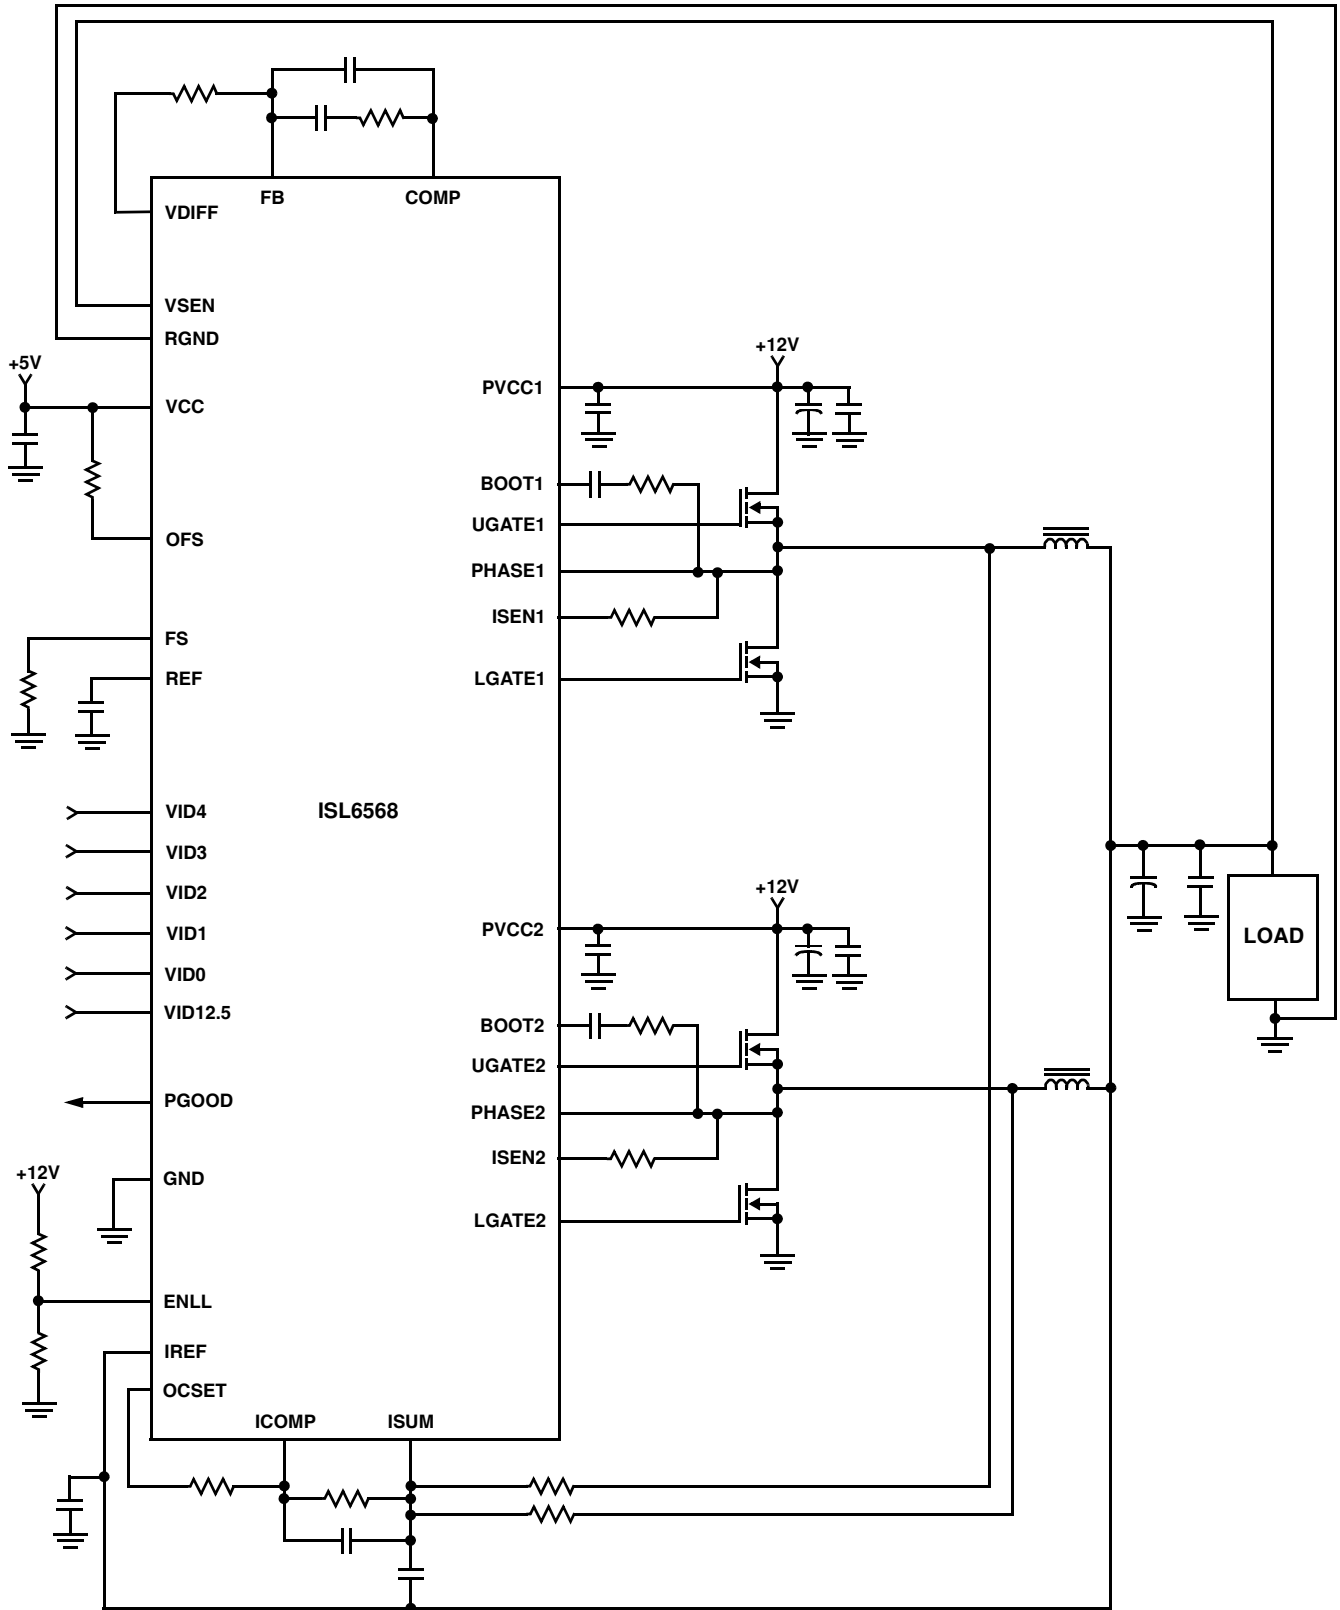 FB
COMP
VDIFF
VSEN
RGND
+5V
VCC
OFS
FS
REF
VID4
VID3
VID2
VID1
VID0
VID12.5
PGOOD
+12V
GND
ENLL
IREF
OCSET
ICOMP
ISUM
ISL6568
+12V
PVCC1
BOOT1
UGATE1
PHASE1
ISEN1
LGATE1
+12V
PVCC2
BOOT2
UGATE2
PHASE2
ISEN2
LGATE2
LOAD